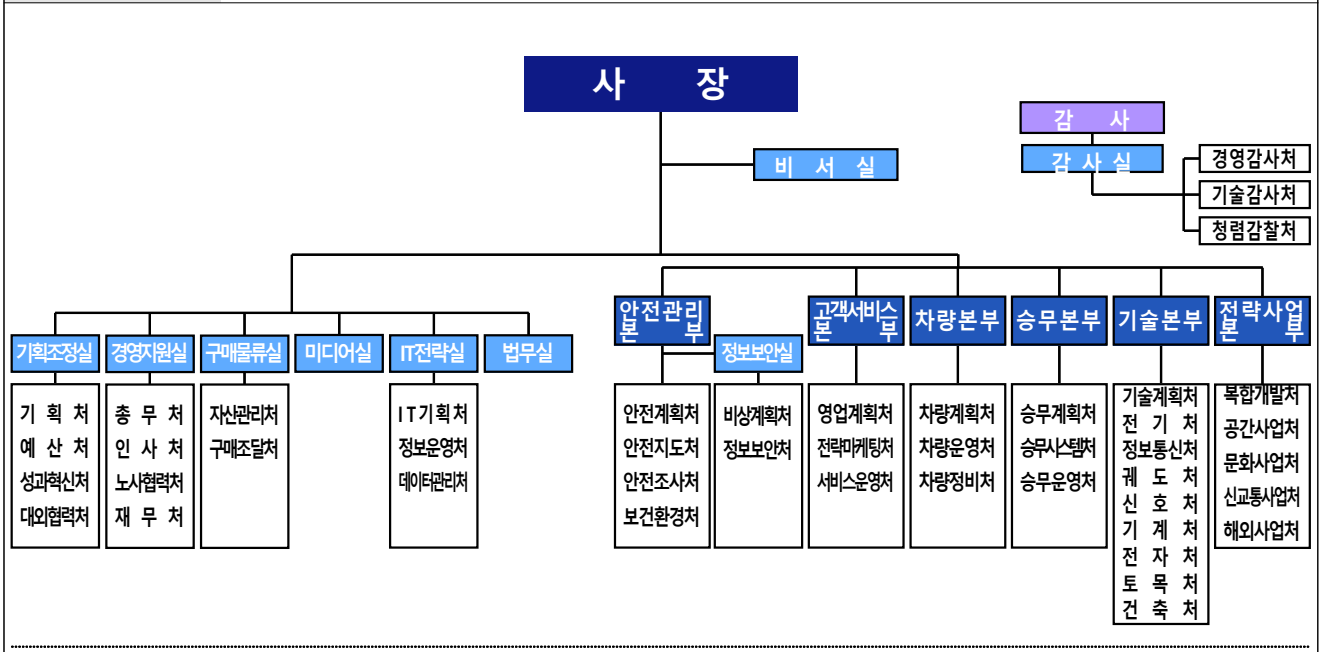 사 장
감 사
비 서 실
감 사 실
경영감사처
기술감사처
청렴감찰처
기획조정실
기 획 처
예 산 처
성과혁신처
대외협력처
경영지원실
총 무 처
인 사 처
노사협력처
재 무 처
구매물류실
자산관리처
구매조달처
미디어실
IT전략실
IT기획처
정보운영처
데이터관리처
법무실
안전관리
본 부
안전계획처
안전지도처
안전조사처
보건환경처
정보보안실
비상계획처
정보보안처
고객서비스
본 부
영업계획처
전략마케팅처
서비스운영처
차량본부
차량계획처
차량운영처
차량정비처
승무본부
승무계획처
승무시스템처
승무운영처
기술본부
기술계획처
전 기 처
정보통신처
궤 도 처
신 호 처
기 계 처
전 자 처
토 목 처
건 축 처
전략사업
본 부
복합개발처
공간사업처
문화사업처
신교통사업처
해외사업처